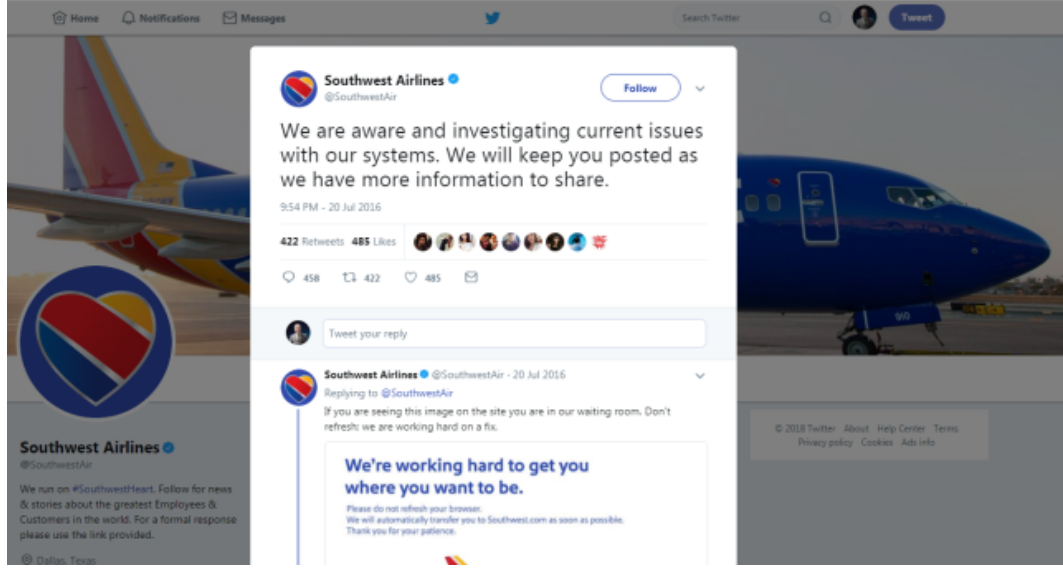 Home Notifications Messages Search Twitter Tweet
Southwest Airlines
@SouthwestAir
Follow
We are aware and investigating current issues
with our systems. We will keep you posted as
we have more information to share.
9:54 PM - 20 Jul 2016
422 Retweets 485 Likes
458 422 485
Tweet your reply
Southwest Airlines @SouthwestAir - 20 Jul 2016
Replying to @SouthwestAir
If you are seeing this image on the site you are in our waiting room. Don't
refresh: we are working hard on a fix.
We're working hard to get you
where you want to be.
Please do not refresh your browser.
We will automatically transfer you to Southwest.com as soon as possible.
Thank you for your patience.
Southwest Airlines
@SouthwestAir
We run on #SouthwestHeart. Follow for news
& stories about the greatest Employees &
Customers in the world. For a formal response
please use the link provided.
Dallas, Texas
© 2018 Twitter About Help Center Terms
Privacy policy Cookies Ads info